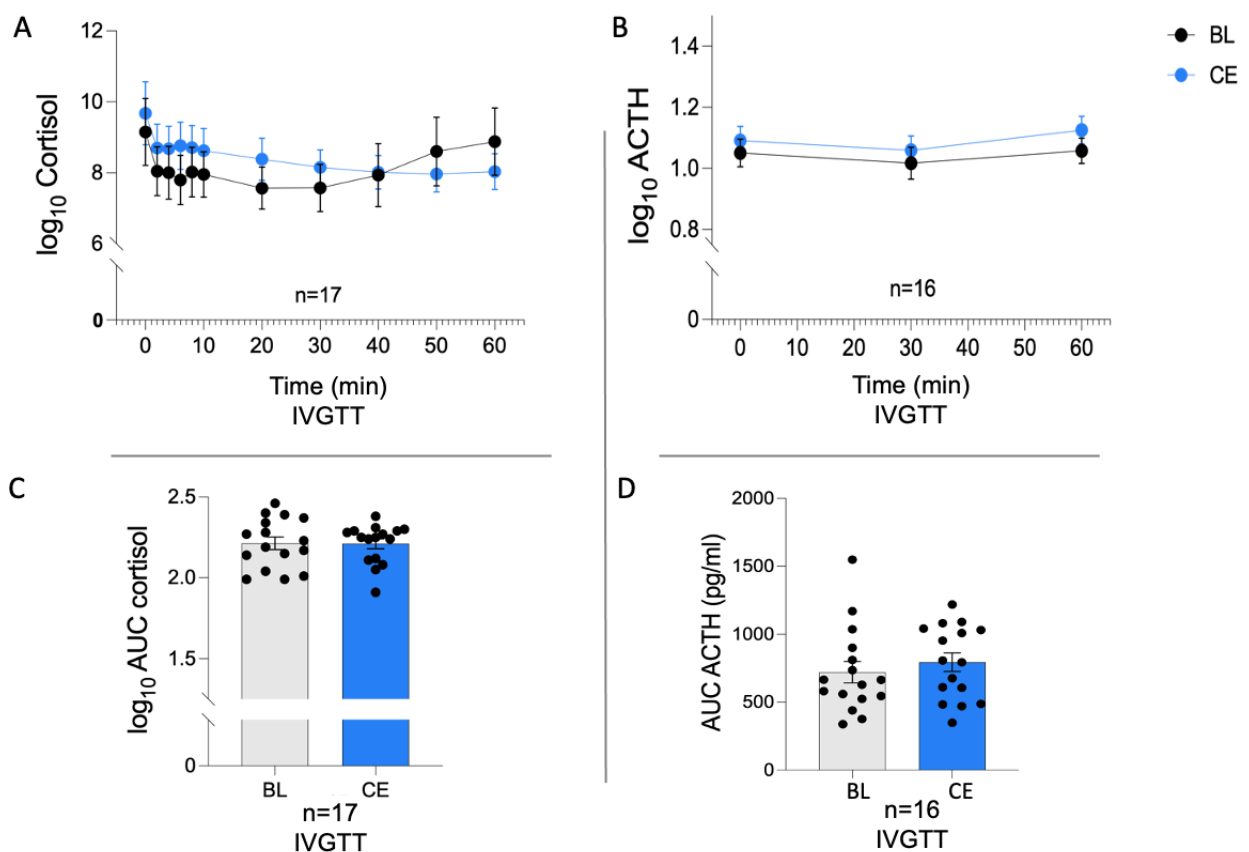 A
12
10
8
6
0
log10 Cortisol
n=17
0 10 20 30 40 50 60
Time (min)
IVGTT
B
1.4
1.2
1.0
0.8
0
log10 ACTH
n=16
0 10 20 30 40 50 60
Time (min)
IVGTT
BL
CE
C
2.5
2.0
1.5
0
log10 AUC cortisol
BL CE
n=17
IVGTT
D
2000
1500
1000
500
0
AUC ACTH (pg/ml)
BL CE
n=16
IVGTT